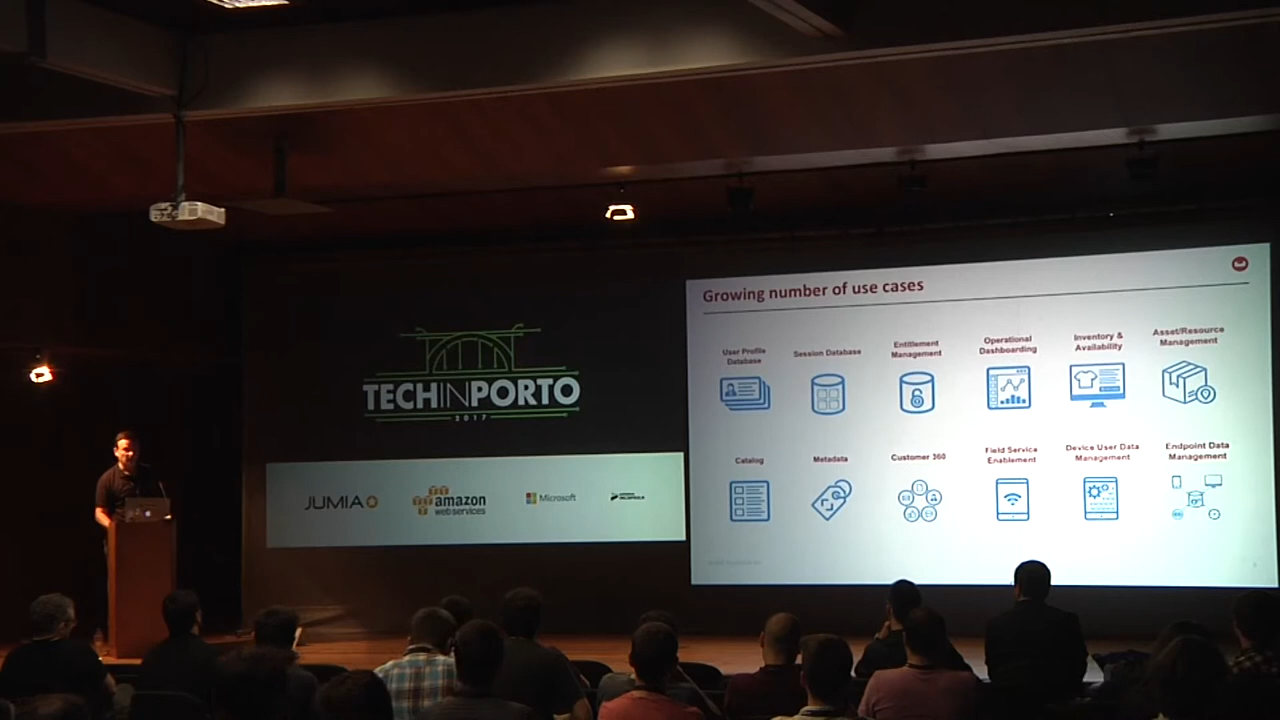 Growing number of use cases
User Profile
Database
Session Database
Entitlement
Management
Operational
Dashboarding
Inventory &
Availability
Asset/Resource
Management
Catalog
Metadata
Customer 360
Field Service
Enablement
Device User Data
Management
Endpoint Data
Management
TECHINPORTO
2017
JUMIA
amazon
webservices
Microsoft